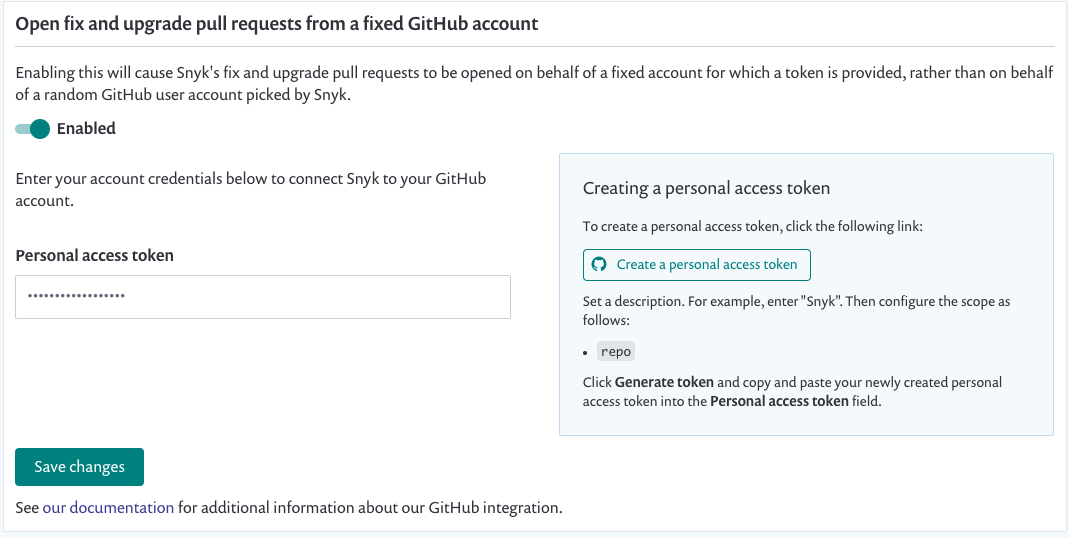 Open fix and upgrade pull requests from a fixed GitHub account
Enabling this will cause Snyk's fix and upgrade pull requests to be opened on behalf of a fixed account for which a token is provided, rather than on behalf
of a random GitHub user account picked by Snyk.
Enabled
Enter your account credentials below to connect Snyk to your GitHub
account.
Personal access token
••••••••••••••••••
Creating a personal access token
To create a personal access token, click the following link:
Create a personal access token
Set a description. For example, enter "Snyk". Then configure the scope as
follows:
• repo
Click Generate token and copy and paste your newly created personal
access token into the Personal access token field.
Save changes
See our documentation for additional information about our GitHub integration.